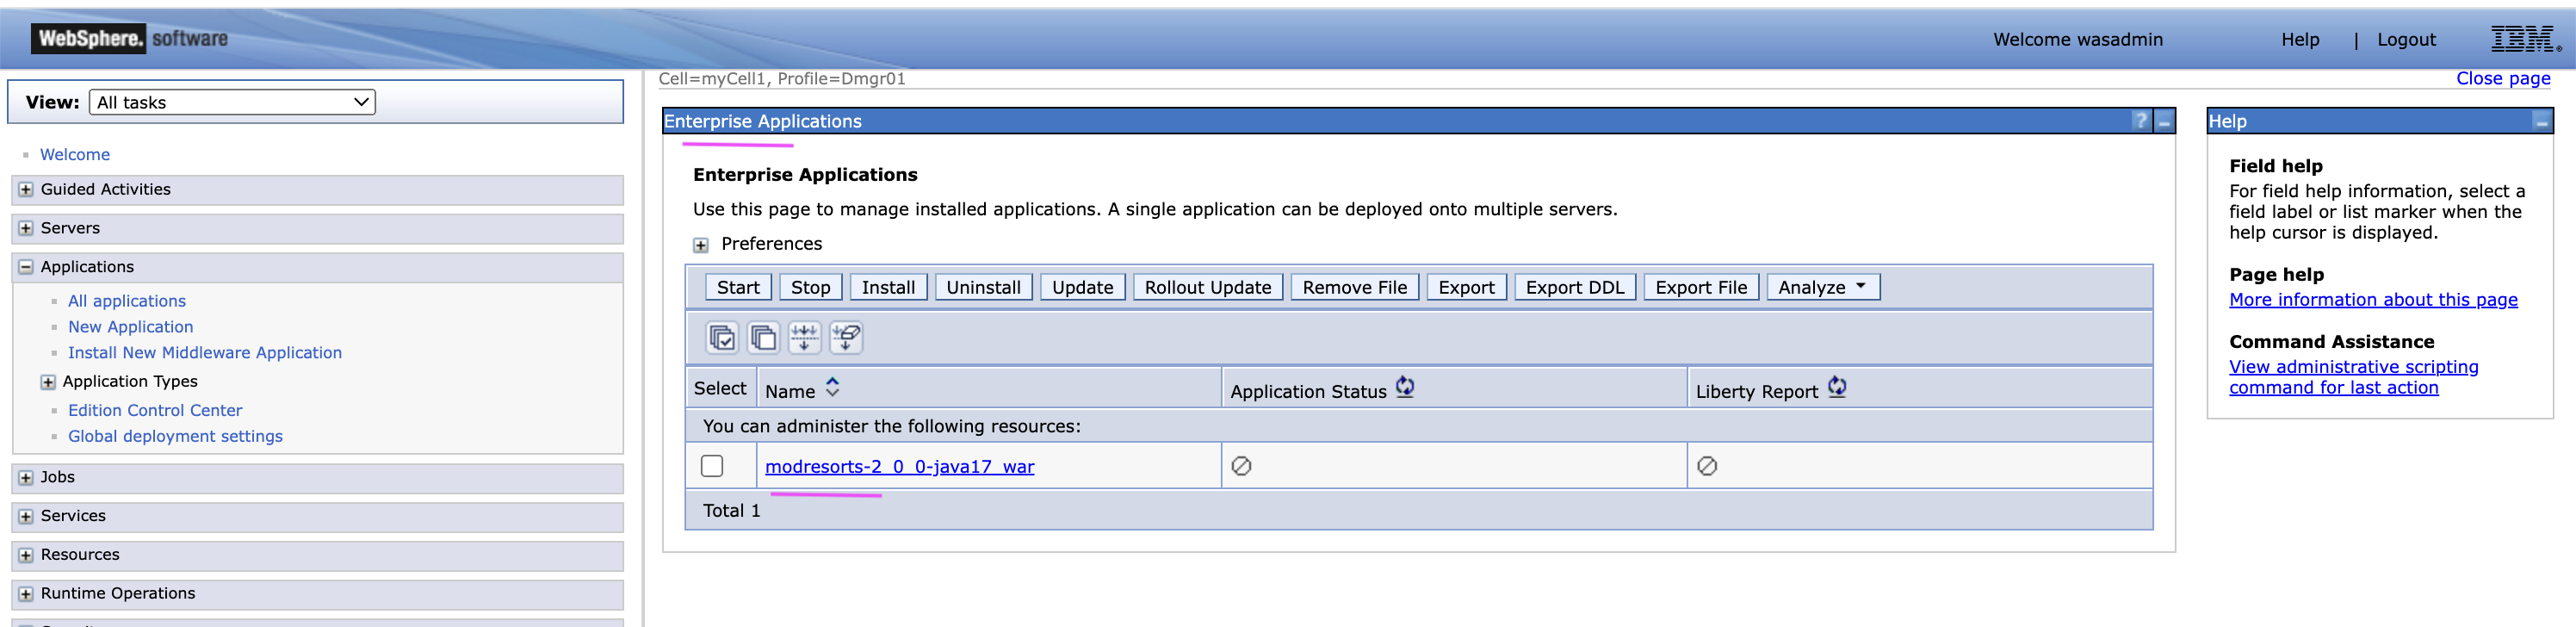 WebSphere. software
Welcome wasadmin
Help | Logout
IBM.
View: All tasks
Welcome
Guided Activities
Servers
Applications
All applications
New Application
Install New Middleware Application
Application Types
Edition Control Center
Global deployment settings
Jobs
Services
Resources
Runtime Operations
Cell=myCell1, Profile=Dmgr01
Close page
Enterprise Applications
?
Enterprise Applications
Use this page to manage installed applications. A single application can be deployed onto multiple servers.
Preferences
Start Stop Install Uninstall Update Rollout Update Remove File Export Export DDL Export File Analyze
Select Name Application Status Liberty Report
You can administer the following resources:
modresorts-2_0_0-java17_war
Total 1
Help
Field help
For field help information, select a
field label or list marker when the
help cursor is displayed.
Page help
More information about this page
Command Assistance
View administrative scripting
command for last action